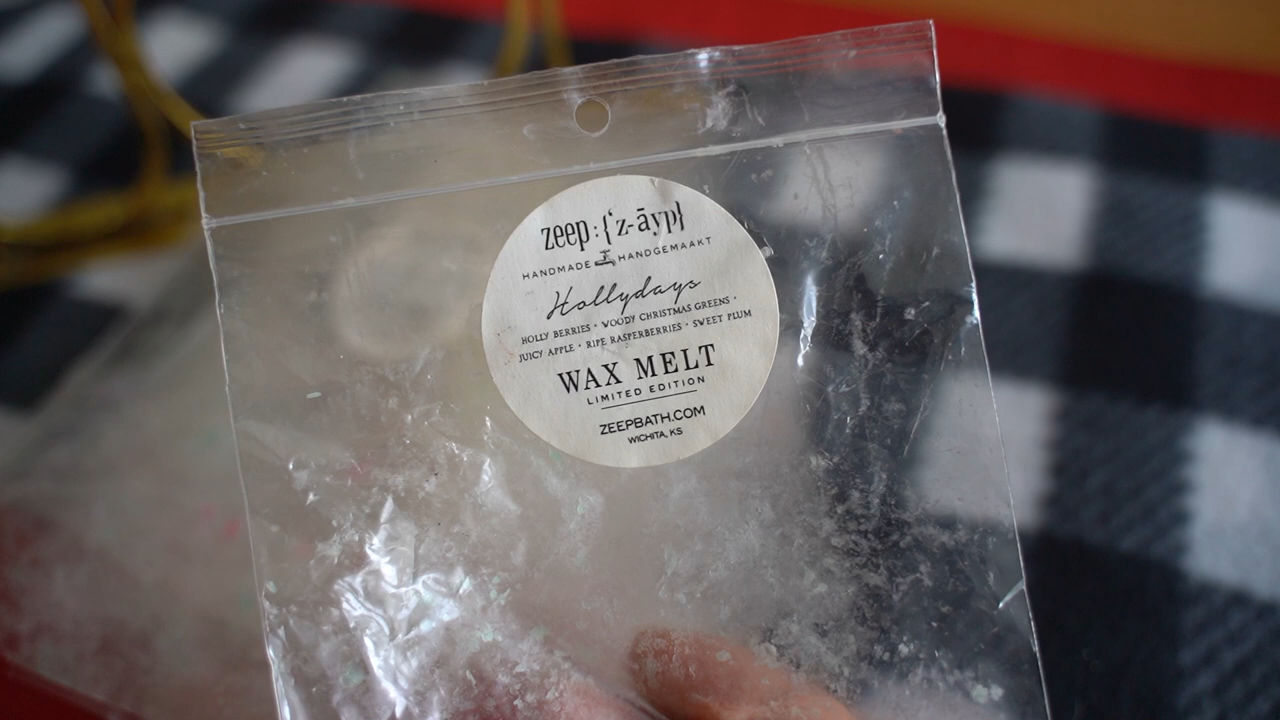 zeep:{'z-āyp}
HANDMADE HANDGEMAAKT
Hollydays
HOLLY BERRIES • WOODY CHRISTMAS GREENS •
JUICY APPLE • RIPE RASPERBERRIES • SWEET PLUM
WAX MELT
LIMITED EDITION
ZEEPBATH.COM
WICHITA, KS